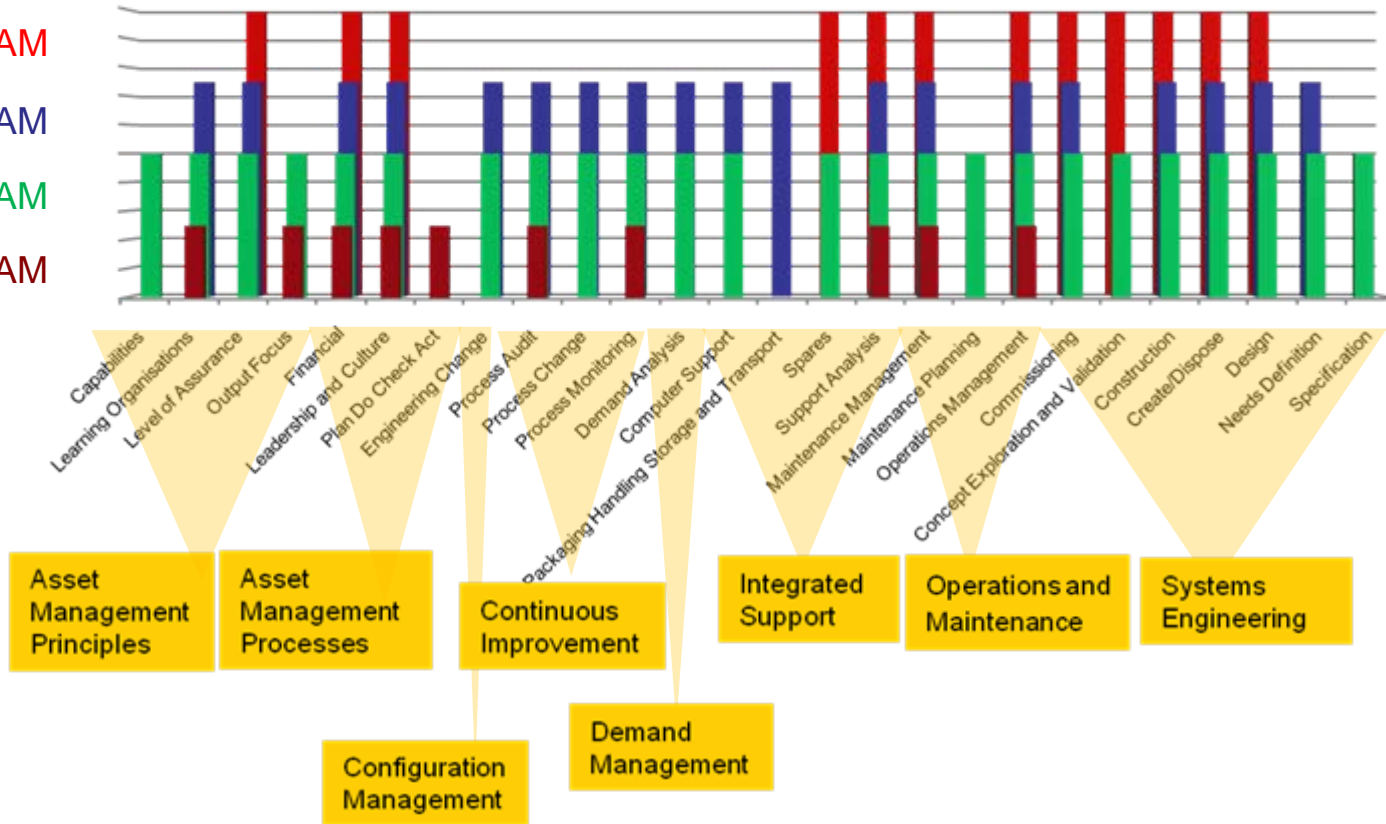 AM
AM
AM
AM
Capabilities
Learning Organisations
Level of Assurance
Output Focus
Financial
Leadership and Culture
Plan Do Check Act
Engineering Change
Process Audit
Process Change
Process Monitoring
Demand Analysis
Computer Support
Packaging Handling Storage and Transport
Spares
Support Analysis
Maintenance Management
Maintenance Planning
Operations Management
Commissioning
Concept Exploration and Validation
Construction
Create/Dispose
Design
Needs Definition
Specification
Asset
Management
Principles
Asset
Management
Processes
Continuous
Improvement
Integrated
Support
Operations and
Maintenance
Systems
Engineering
Demand
Management
Configuration
Management